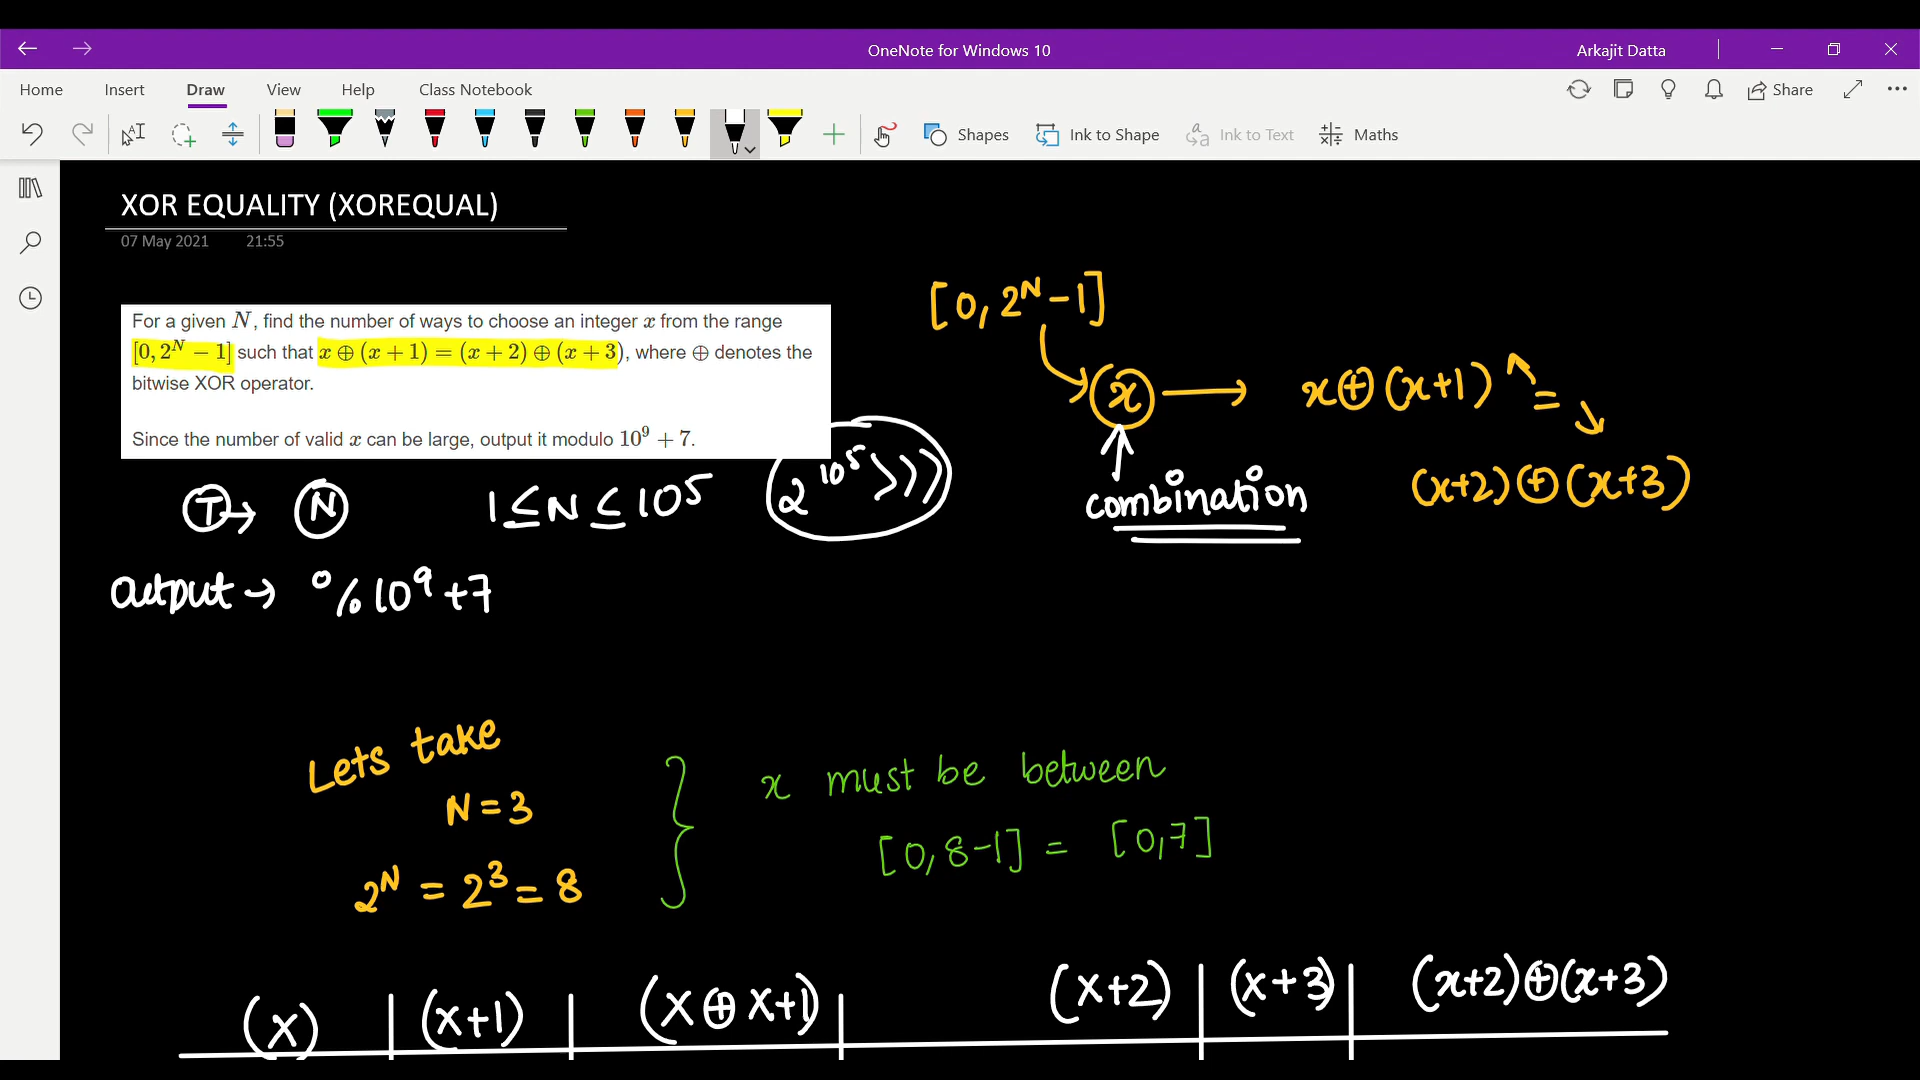 OneNote for Windows 10
Arkajit Datta
Home Insert Draw View Help Class Notebook
Share
Shapes Ink to Shape Ink to Text Maths
XOR EQUALITY (XOREQUAL)
07 May 2021 21:55
For a given N, find the number of ways to choose an integer x from the range
[0, 2^N − 1] such that x ⊕ (x + 1) = (x + 2) ⊕ (x + 3), where ⊕ denotes the
bitwise XOR operator.
Since the number of valid x can be large, output it modulo 10^9 + 7.
[0, 2^N − 1]
x → x ⊕ (x+1) =
(x+2) ⊕ (x+3)
combination
T → N 1 ≤ N ≤ 10^5 2^10^5 >>>
output → % 10^9 + 7
Lets take
N = 3
2^N = 2^3 = 8
x must be between
[0, 8−1] = [0,7]
(x) | (x+1) | (x ⊕ x+1) | (x+2) | (x+3) | (x+2)⊕(x+3)